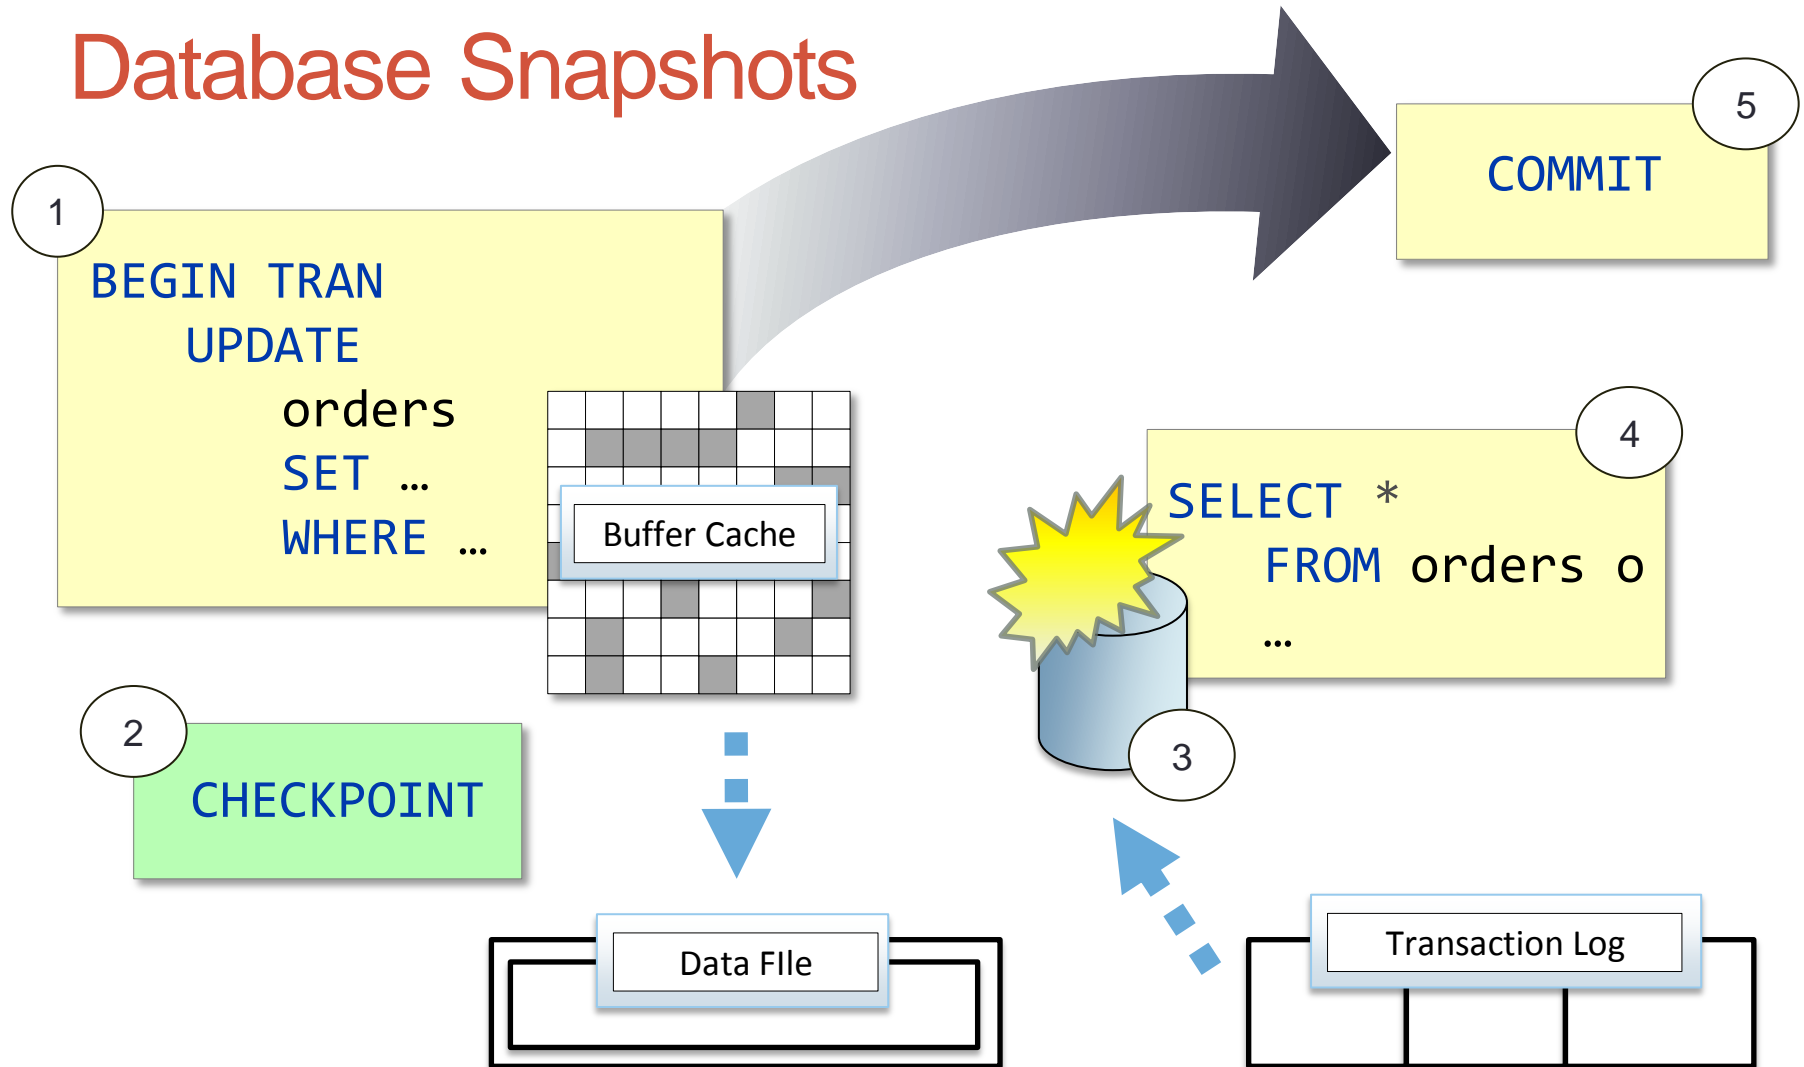 Database Snapshots
1
BEGIN TRAN
UPDATE
orders
SET …
WHERE …
Buffer Cache
2
CHECKPOINT
Data FIle
3
4
SELECT *
FROM orders o
…
Transaction Log
5
COMMIT